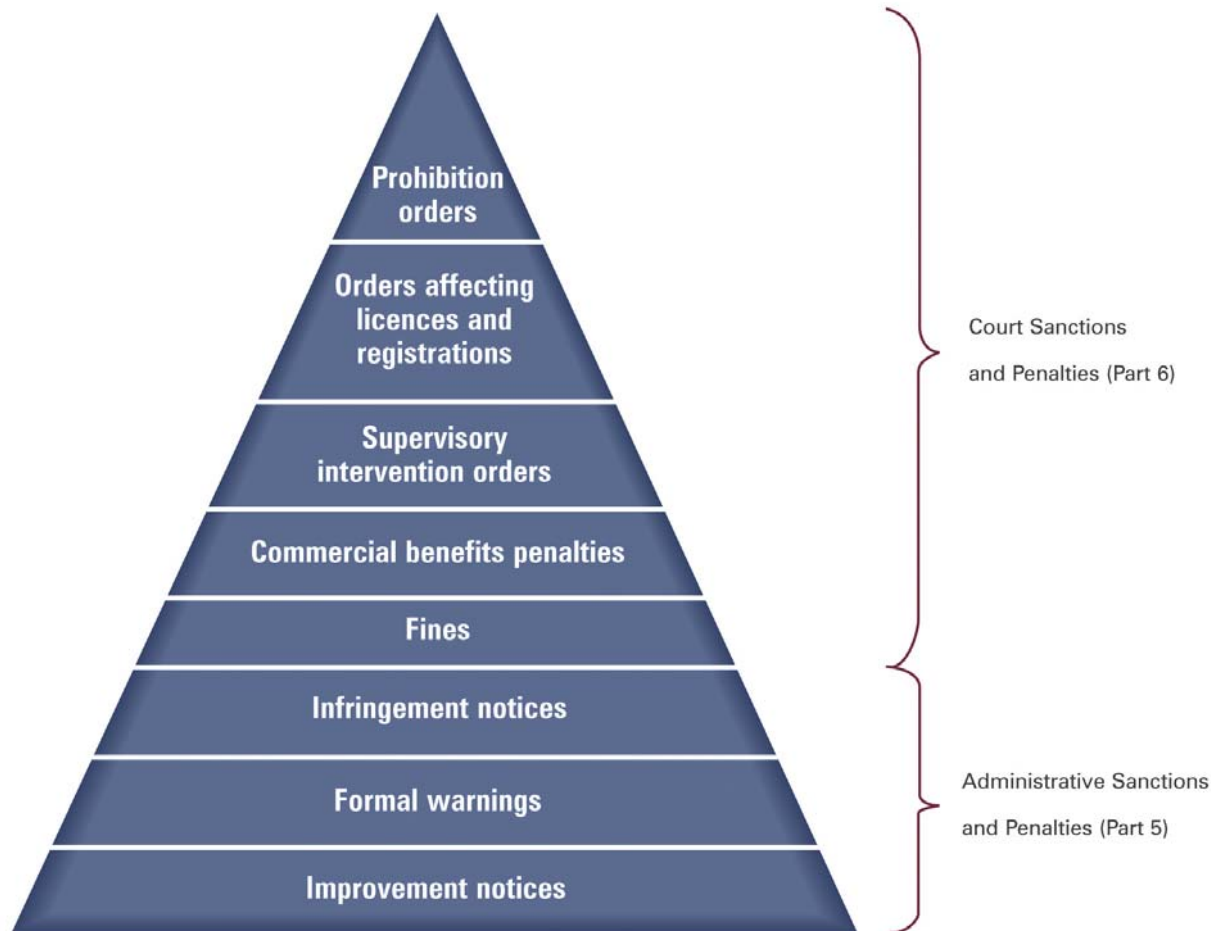 Prohibition
orders
Orders affecting
licences and
registrations
Supervisory
intervention orders
Commercial benefits penalties
Fines
Infringement notices
Formal warnings
Improvement notices
Court Sanctions
and Penalties (Part 6)
Administrative Sanctions
and Penalties (Part 5)